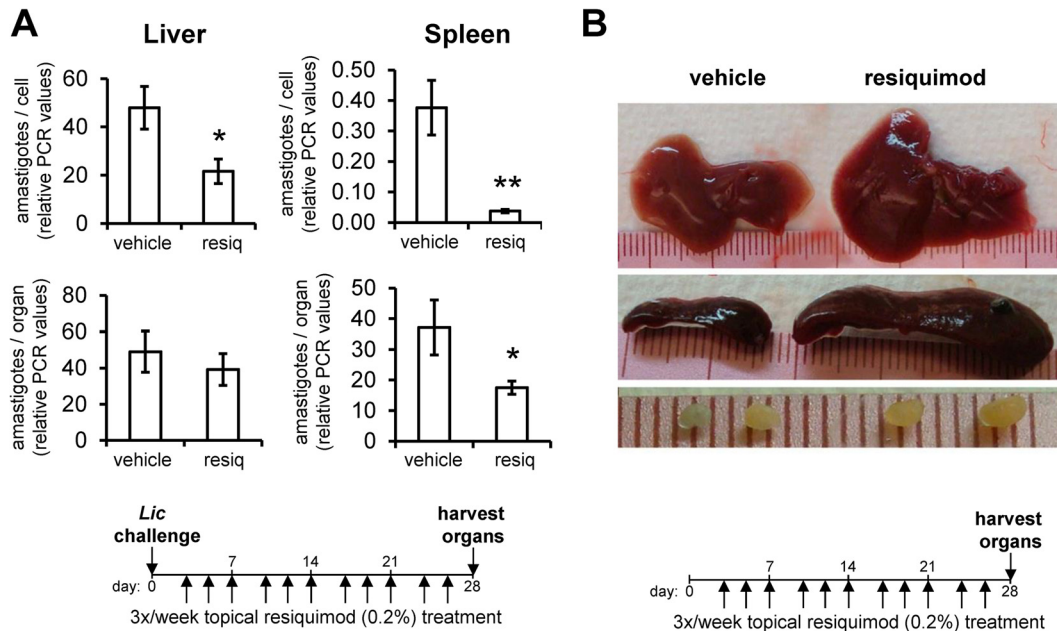 A
Liver
Spleen
amastigotes / cell
(relative PCR values)
60
40
20
0
*
vehicle
resiq
amastigotes / cell
(relative PCR values)
0.50
0.40
0.30
0.20
0.10
0.00
**
vehicle
resiq
amastigotes / organ
(relative PCR values)
80
60
40
20
0
vehicle
resiq
amastigotes / organ
(relative PCR values)
50
40
30
20
10
0
*
vehicle
resiq
Lic
challenge
harvest
organs
7 14 21
day: 0 28
3x/week topical resiquimod (0.2%) treatment
B
vehicle resiquimod
harvest
organs
7 14 21
day: 0 28
3x/week topical resiquimod (0.2%) treatment